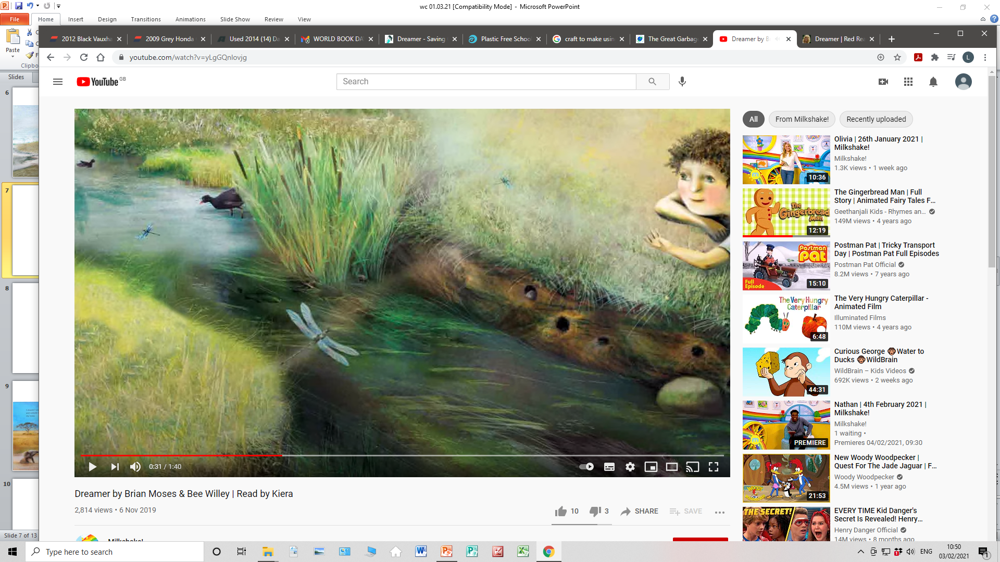 wc 01.03.21 [Compatibility Mode] - Microsoft PowerPoint
File Home Insert Design Transitions Animations Slide Show Review View
Paste
Clipbo
Slides
6
7
8
9
10
Slide 7 of 13
2012 Black Vauxha
2009 Grey Honda
Used 2014 (14) Da
WORLD BOOK DA
Dreamer - Saving
Plastic Free Schoo
craft to make usin
The Great Garbag
Dreamer by B
Dreamer | Red Rea
youtube.com/watch?v=yLgGQnIovjg
L
YouTube GB
Search
0:31 / 1:40
Dreamer by Brian Moses & Bee Willey | Read by Kiera
2,814 views • 6 Nov 2019
10 3 SHARE SAVE
Milkshake!
All From Milkshake! Recently uploaded
10:36
Olivia | 26th January 2021 |
Milkshake!
Milkshake!
1.3K views • 1 week ago
The
Gingerbread
Man
12:19
The Gingerbread Man | Full
Story | Animated Fairy Tales F...
Geethanjali Kids - Rhymes an...
149M views • 4 years ago
Postman
Pat
Full
Episode
15:10
Postman Pat | Tricky Transport
Day | Postman Pat Full Episodes
Postman Pat Official
8.2M views • 7 years ago
The Very Hungry
Caterpillar
6:48
The Very Hungry Caterpillar -
Animated Film
Illuminated Films
110M views • 4 years ago
44:31
Curious George 🐵Water to
Ducks 🐵WildBrain
WildBrain – Kids Videos
692K views • 2 weeks ago
PREMIERE
Nathan | 4th February 2021 |
Milkshake!
Milkshake!
1 waiting •
Premieres 04/02/2021, 09:30
Woody
Woodpecker
21:53
New Woody Woodpecker |
Quest For The Jade Jaguar | F...
Woody Woodpecker
4.5M views • 1 year ago
THE SECRET!
EVERY TIME Kid Danger's
Secret Is Revealed! Henry...
Henry Danger Official
14M views • 8 months ago
Type here to search
ENG
10:50
03/02/2021
1